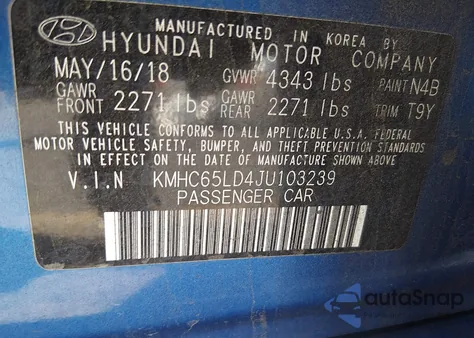 MANUFACTURED IN KOREA BY
HYUNDAI MOTOR COMPANY
MAY/16/18 GVWR 4343 lbs PAINT N4B
GAWR FRONT 2271 lbs GAWR REAR 2271 lbs TRIM T9Y
THIS VEHICLE CONFORMS TO ALL APPLICABLE U.S.A. FEDERAL
MOTOR VEHICLE SAFETY, BUMPER, AND THEFT PREVENTION STANDARDS
IN EFFECT ON THE DATE OF MANUFACTURE SHOWN ABOVE.
V.I.N KMHC65LD4JU103239
PASSENGER CAR
autoSnap